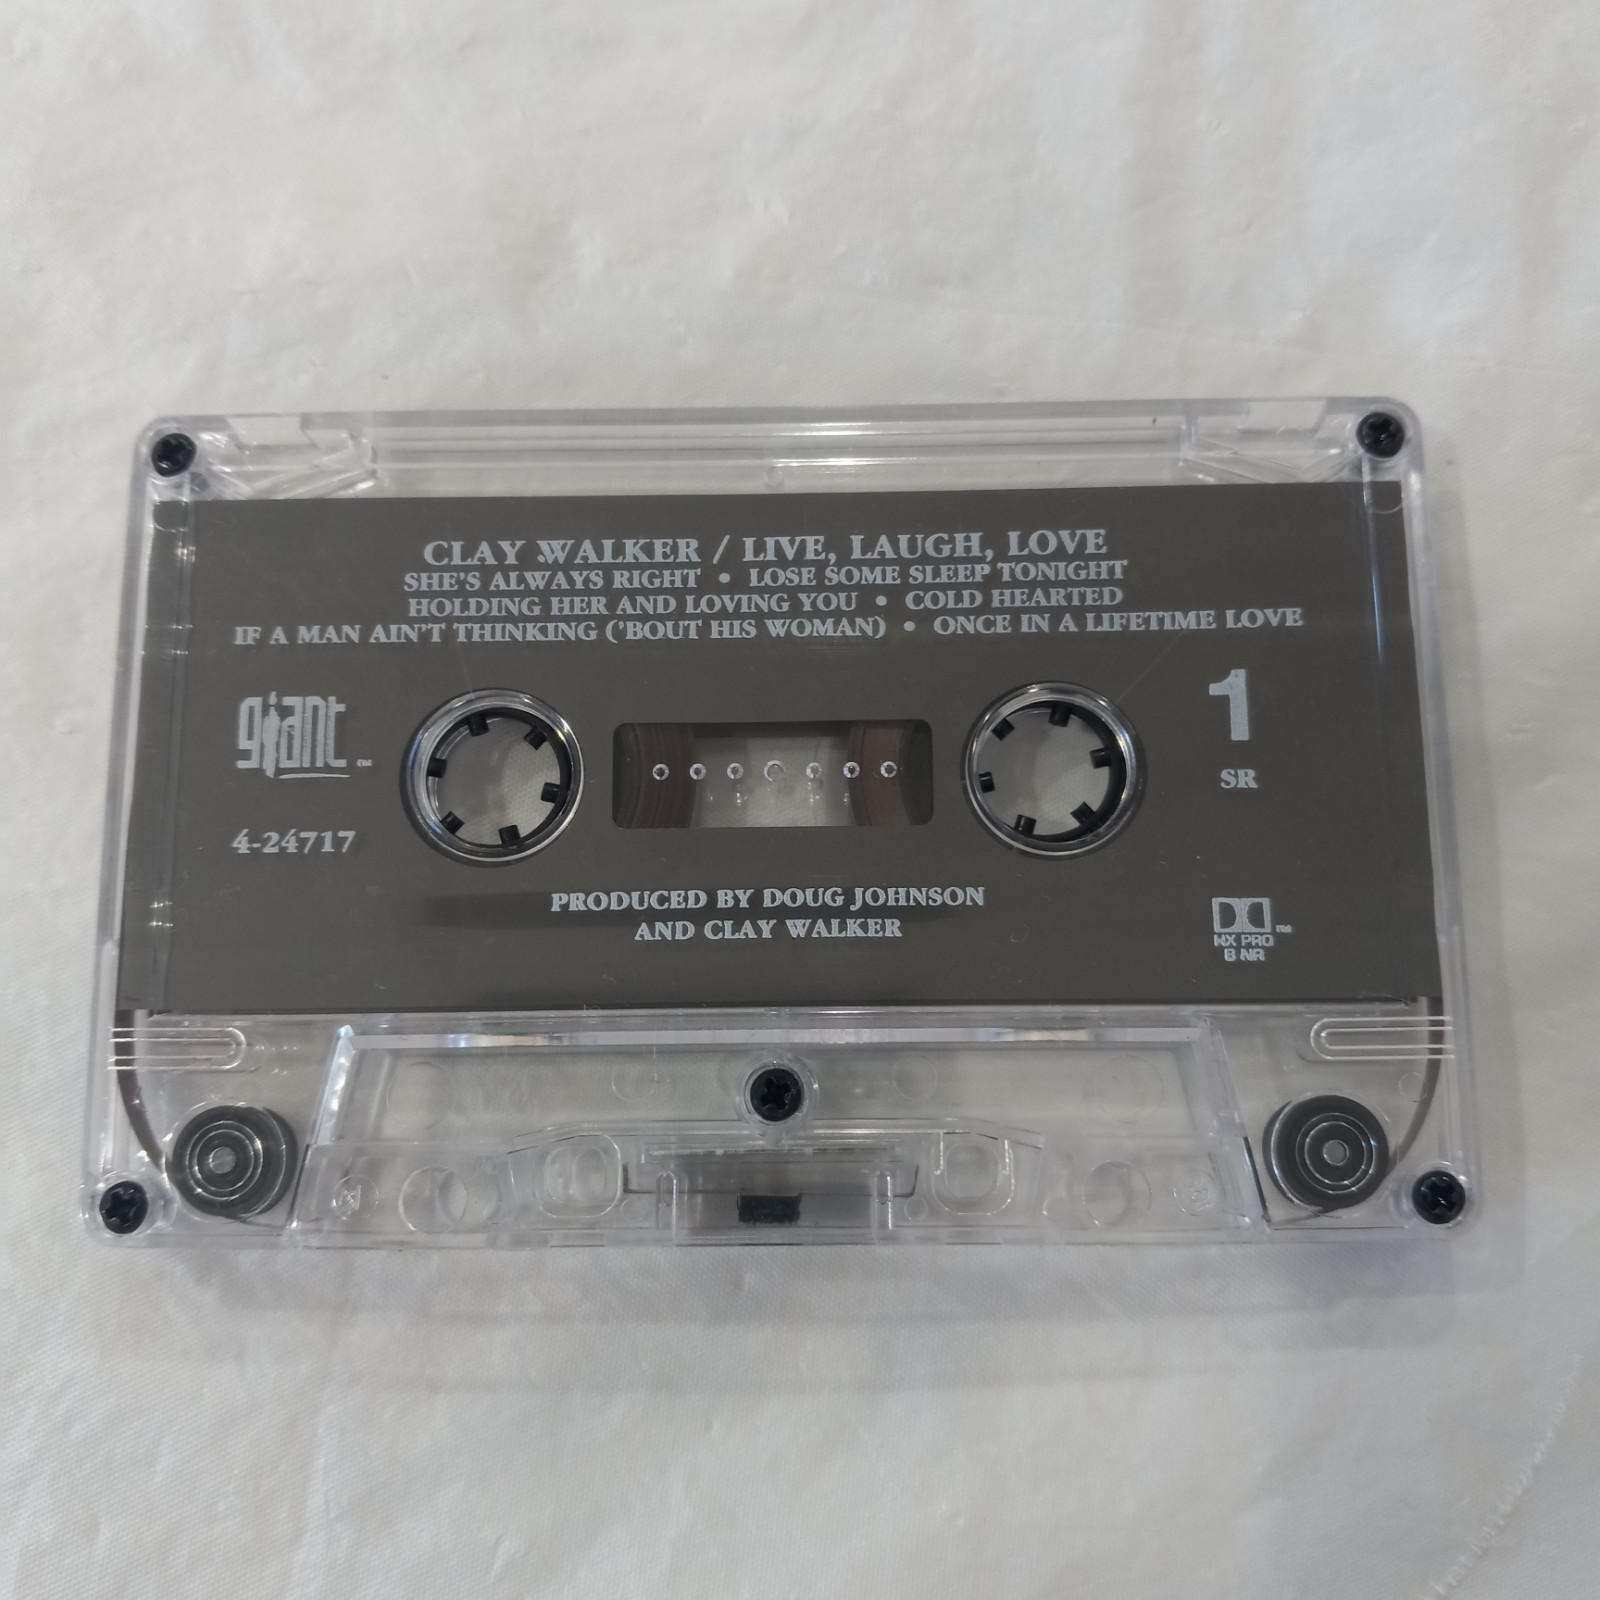 CLAY WALKER / LIVE, LAUGH, LOVE
SHE'S ALWAYS RIGHT • LOSE SOME SLEEP TONIGHT
HOLDING HER AND LOVING YOU • COLD HEARTED
IF A MAN AIN'T THINKING ('BOUT HIS WOMAN) • ONCE IN A LIFETIME LOVE
giant™
1
SR
4-24717
PRODUCED BY DOUG JOHNSON
AND CLAY WALKER
™
HX PRO
B NR